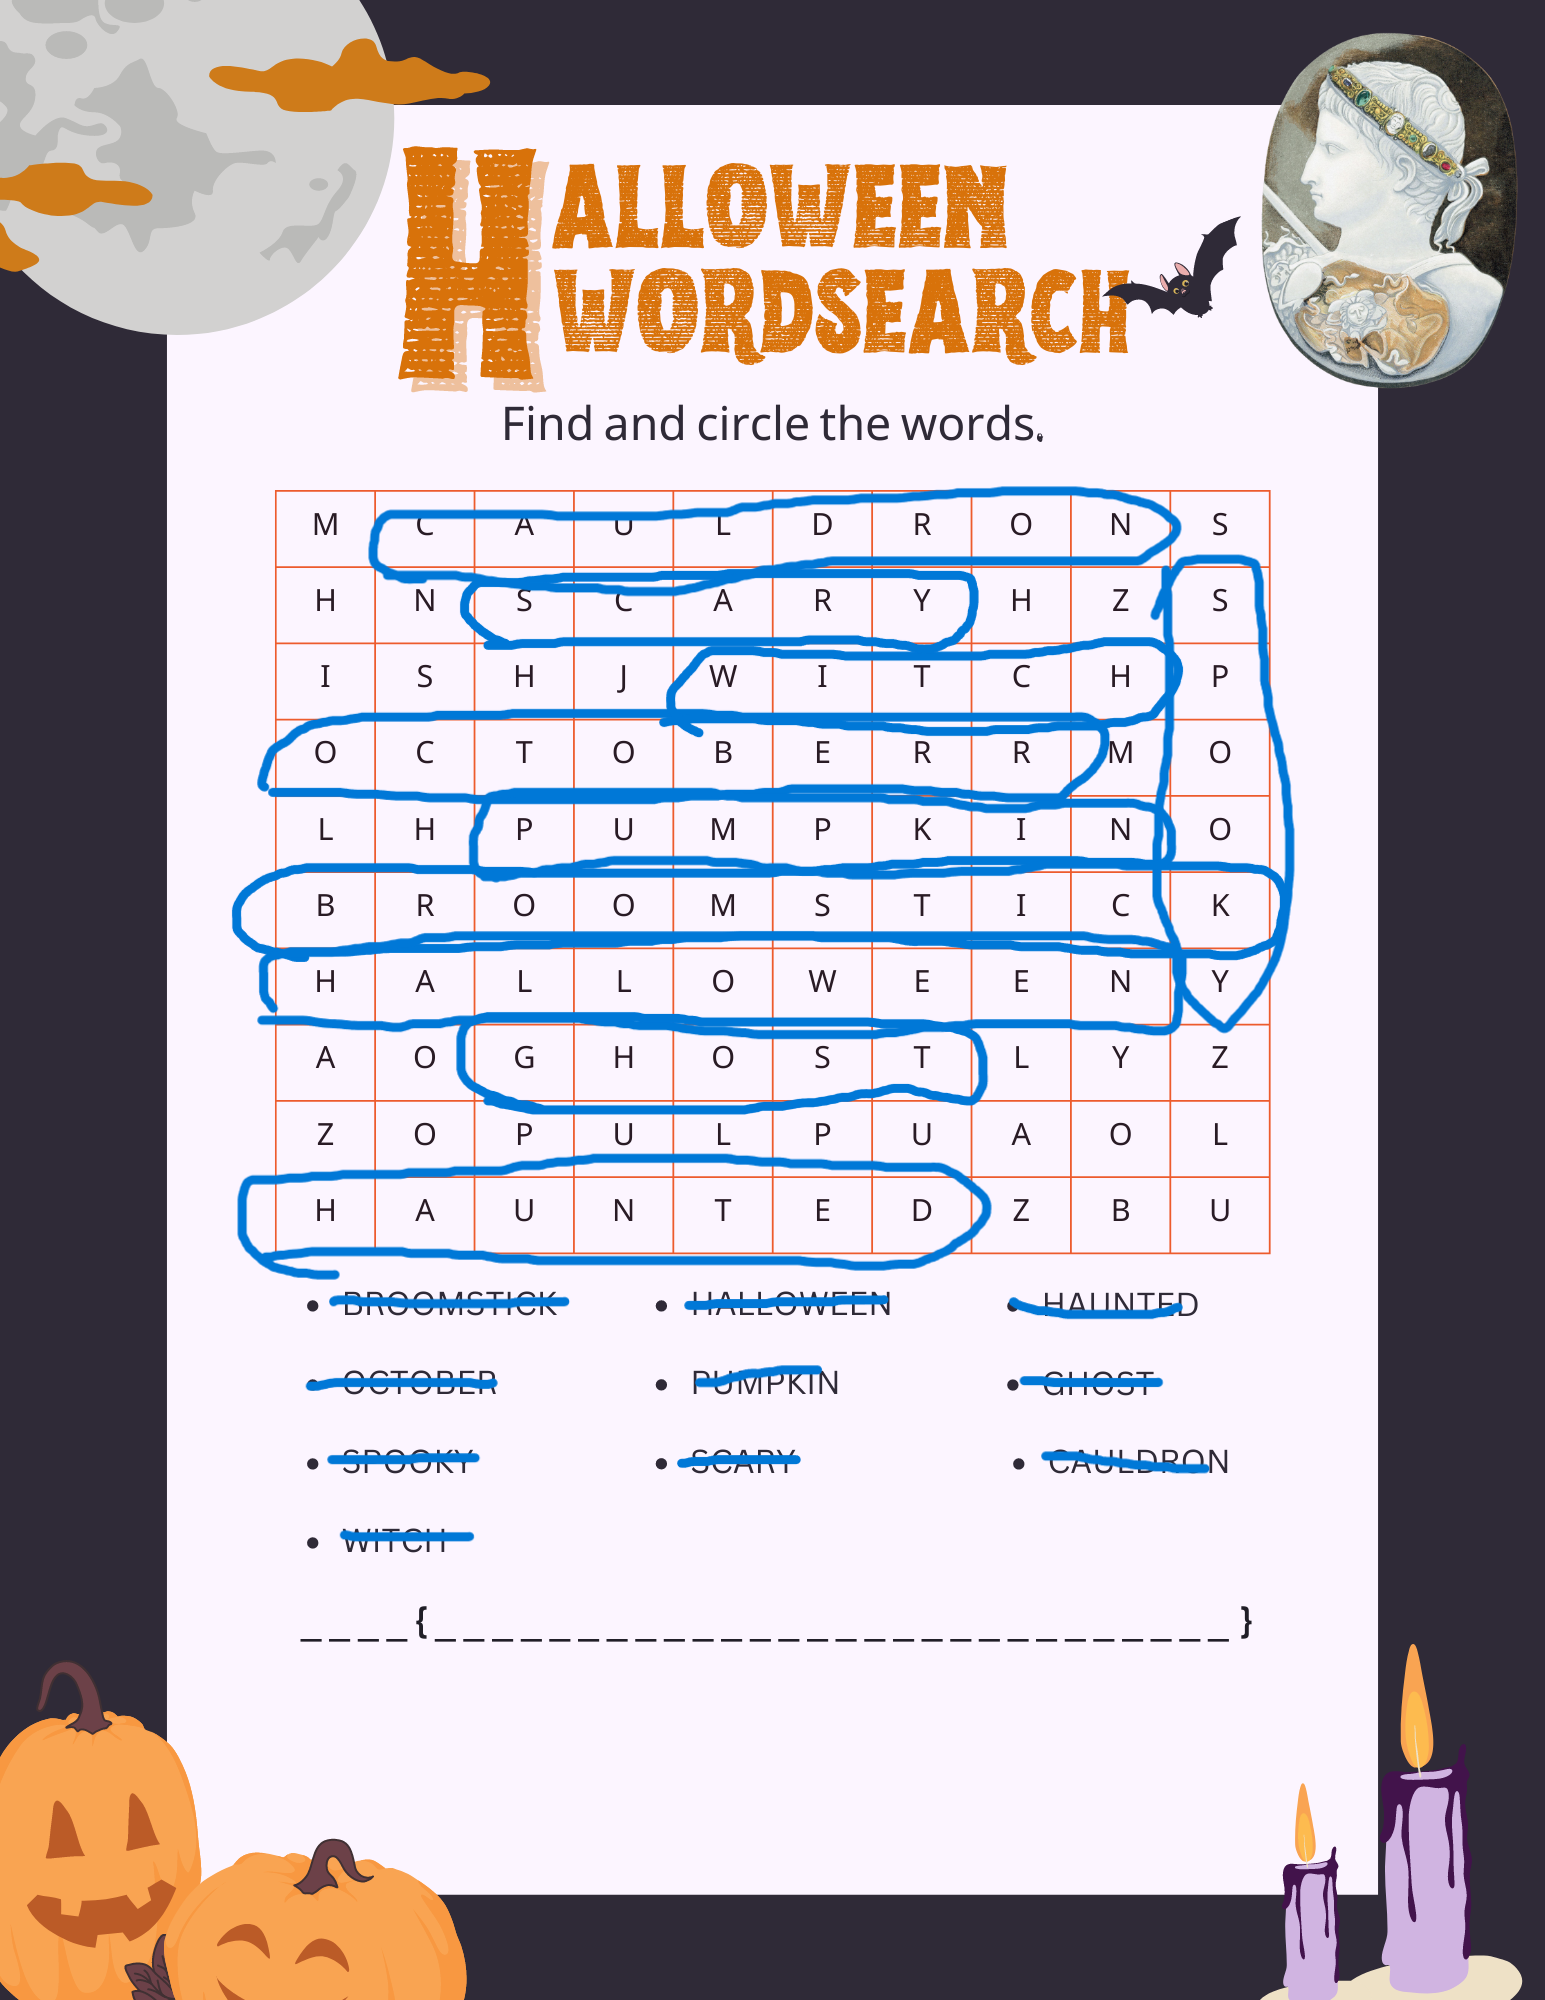 HALLOWEEN
WORDSEARCH
Find and circle the words.
M C A U L D R O N S
H N S C A R Y H Z S
I S H J W I T C H P
O C T O B E R R M O
L H P U M P K I N O
B R O O M S T I C K
H A L L O W E E N Y
A O G H O S T L Y Z
Z O P U L P U A O L
H A U N T E D Z B U
• BROOMSTICK • HALLOWEEN • HAUNTED
• OCTOBER • PUMPKIN • GHOST
• SPOOKY • SCARY • CAULDRON
• WITCH
_ _ _ _ { _ _ _ _ _ _ _ _ _ _ _ _ _ _ _ _ _ _ _ _ _ _ _ _ }